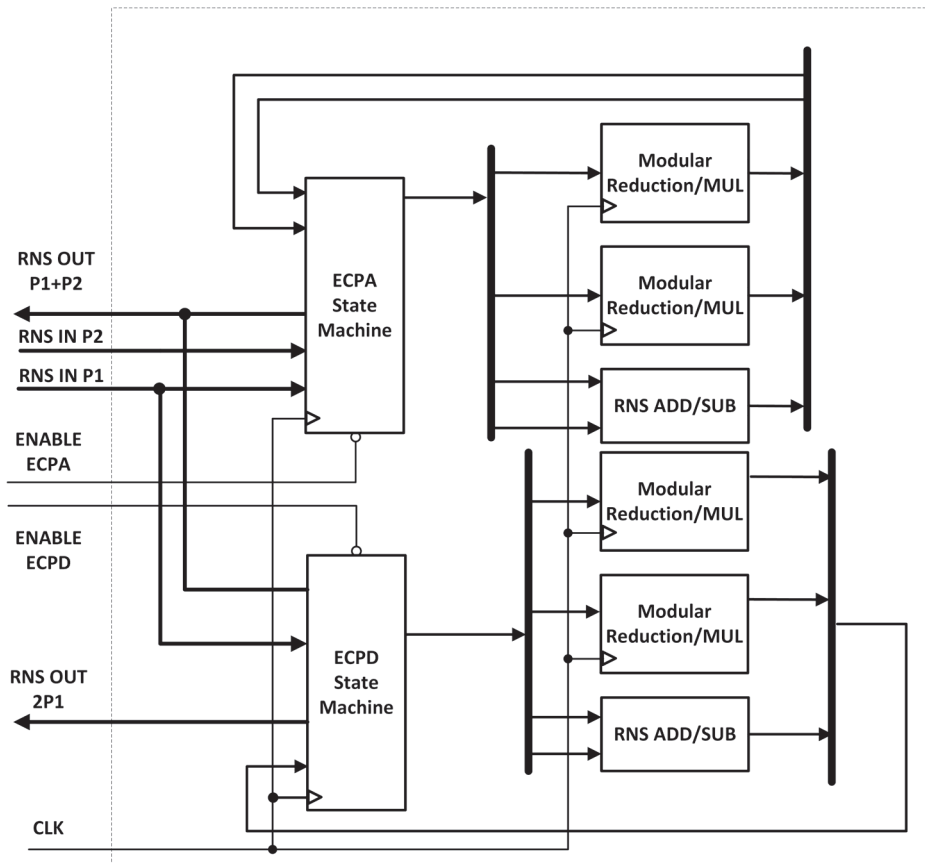 Modular
Reduction/MUL
RNS OUT
P1+P2
ECPA
State
Machine
Modular
Reduction/MUL
RNS IN P2
RNS IN P1
RNS ADD/SUB
ENABLE
ECPA
Modular
Reduction/MUL
ENABLE
ECPD
Modular
Reduction/MUL
RNS OUT
2P1
ECPD
State
Machine
RNS ADD/SUB
CLK